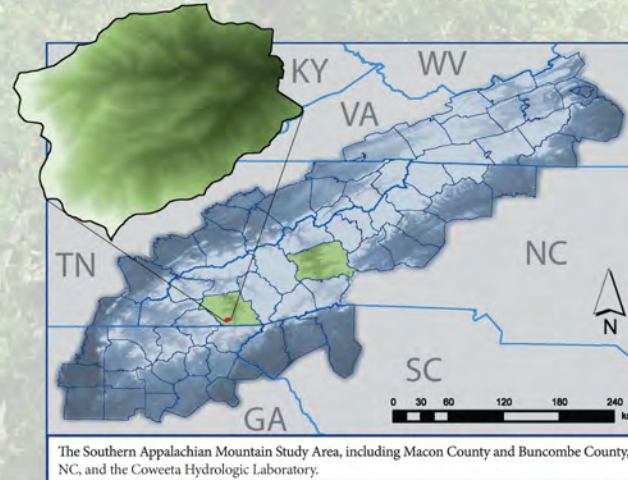 KY
WV
VA
TN
NC
N
SC
0 30 60 120 180 240
GA
The Southern Appalachian Mountain Study Area, including Macon County and Buncombe County,
NC, and the Coweeta Hydrologic Laboratory.